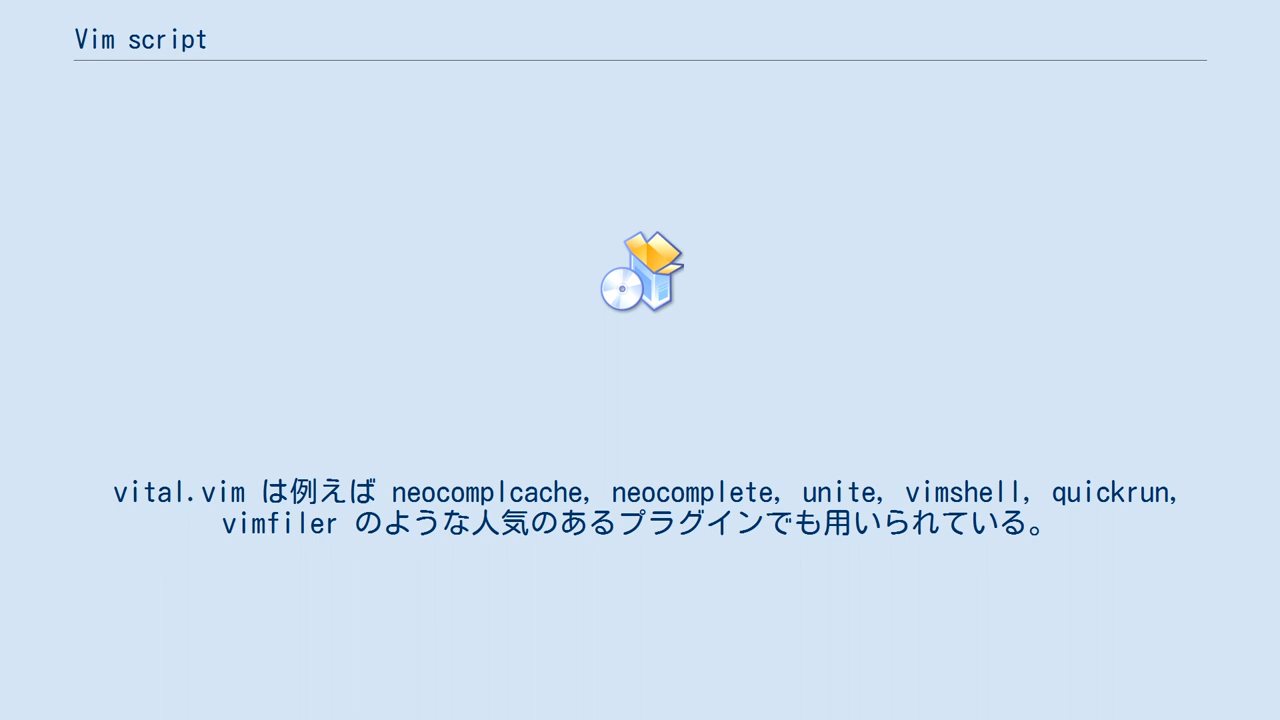 Vim script
vital.vim は例えば neocomplcache, neocomplete, unite, vimshell, quickrun,
vimfiler のような人気のあるプラグインでも用いられている。